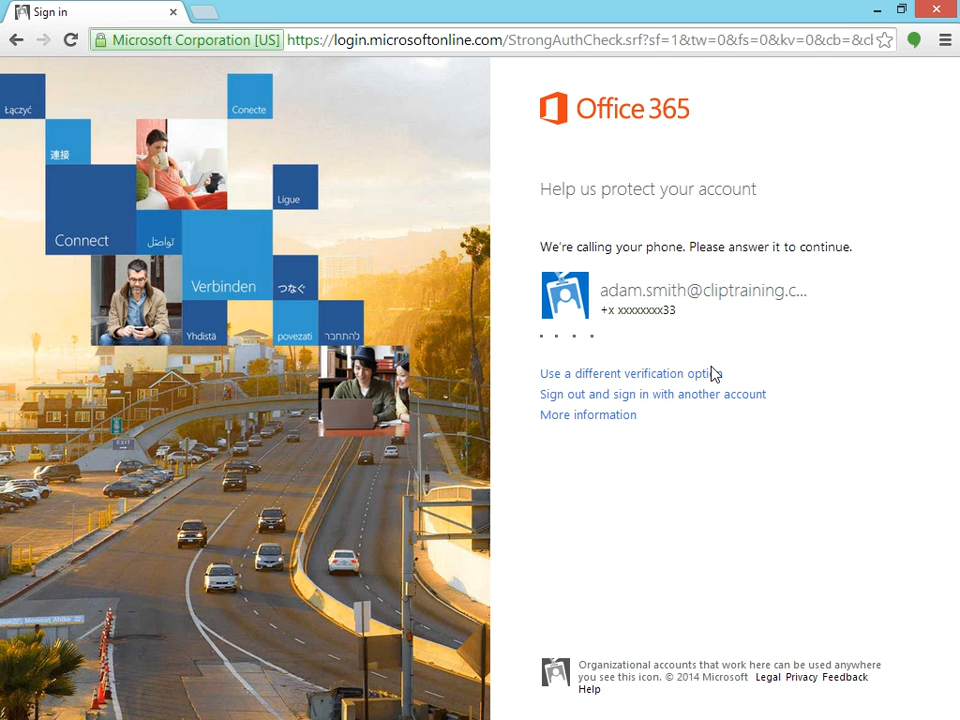 Sign in
Microsoft Corporation [US]
https://login.microsoftonline.com/StrongAuthCheck.srf?sf=1&tw=0&fs=0&kv=0&cb=&cl
Łączyć
Conecte
連接
Ligue
Connect
تواصَل
Verbinden
つなぐ
Yhdistä
povezati
להתחבר
EXIT
Office 365
Help us protect your account
We're calling your phone. Please answer it to continue.
adam.smith@cliptraining.c...
+x xxxxxxxx33
Use a different verification option
Sign out and sign in with another account
More information
Organizational accounts that work here can be used anywhere
you see this icon. © 2014 Microsoft Legal Privacy Feedback
Help